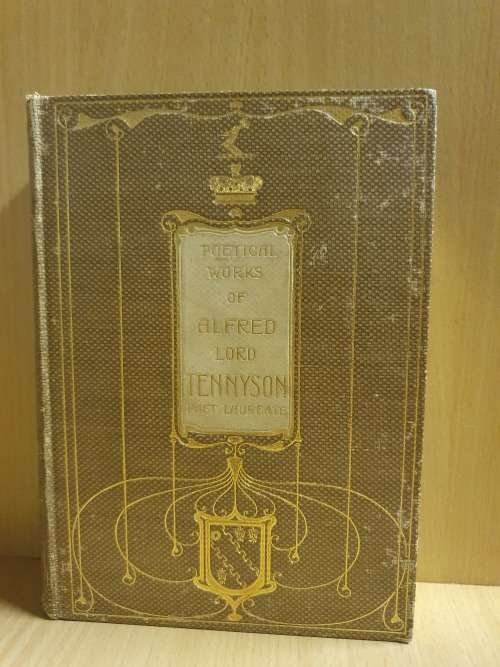 POETICAL
WORKS
OF
ALFRED
LORD
TENNYSON
POET LAUREATE